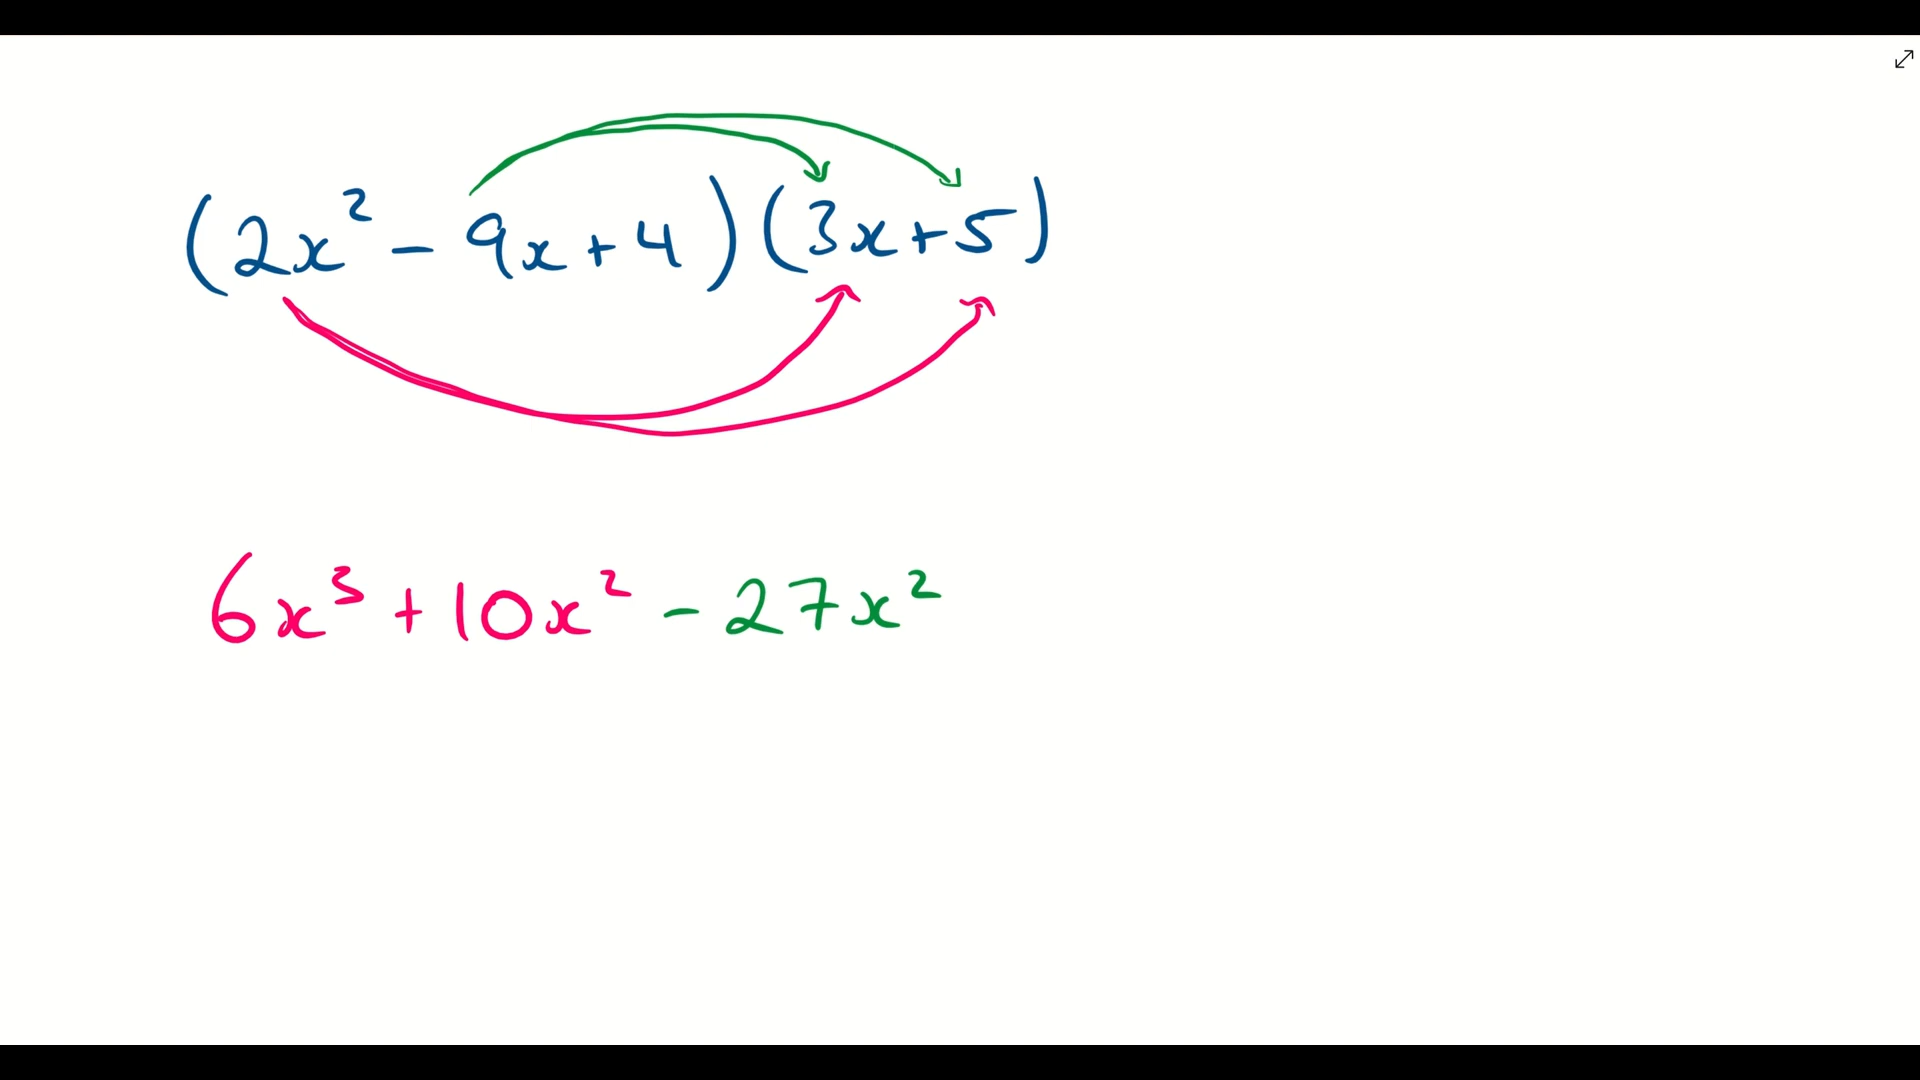 (2x² - 9x + 4)(3x + 5)
6x³ + 10x² - 27x²